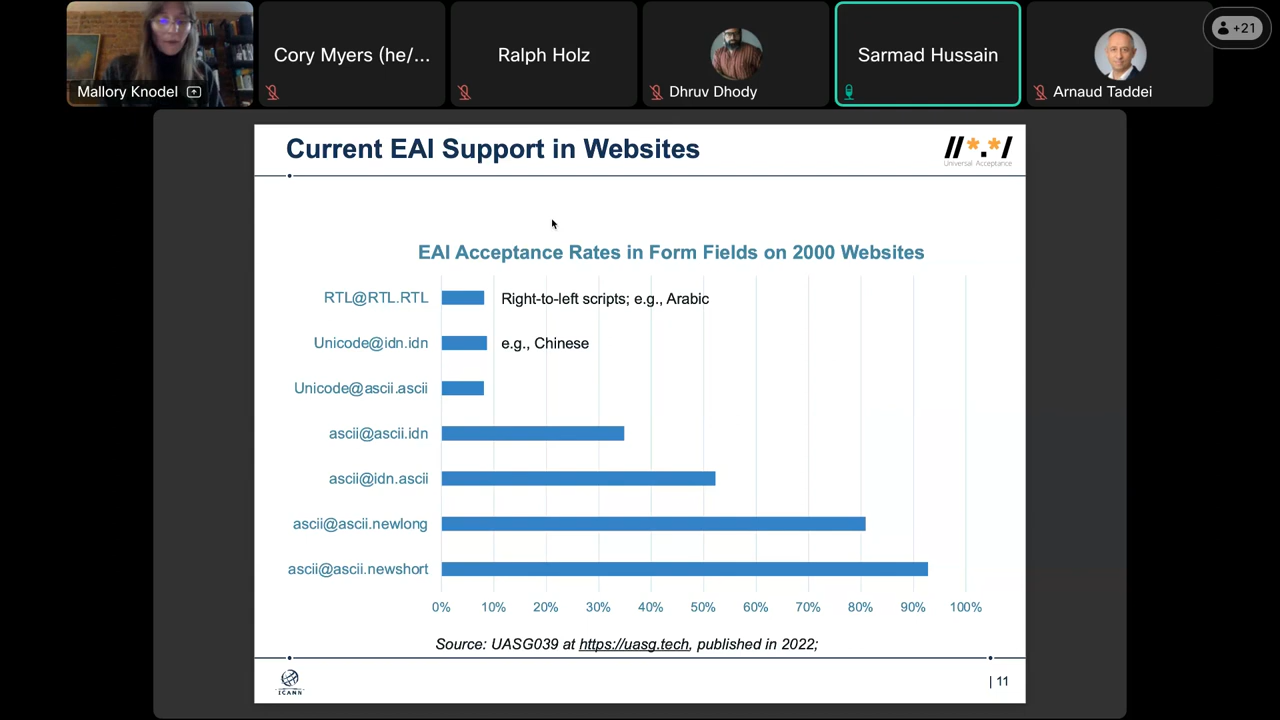 Mallory Knodel
Cory Myers (he/...
Ralph Holz
Dhruv Dhody
Sarmad Hussain
Arnaud Taddei
+21
Current EAI Support in Websites
//*.*/
Universal Acceptance
EAI Acceptance Rates in Form Fields on 2000 Websites
RTL@RTL.RTL
Right-to-left scripts; e.g., Arabic
Unicode@idn.idn
e.g., Chinese
Unicode@ascii.ascii
ascii@ascii.idn
ascii@idn.ascii
ascii@ascii.newlong
ascii@ascii.newshort
0% 10% 20% 30% 40% 50% 60% 70% 80% 90% 100%
Source: UASG039 at https://uasg.tech, published in 2022;
ICANN
| 11